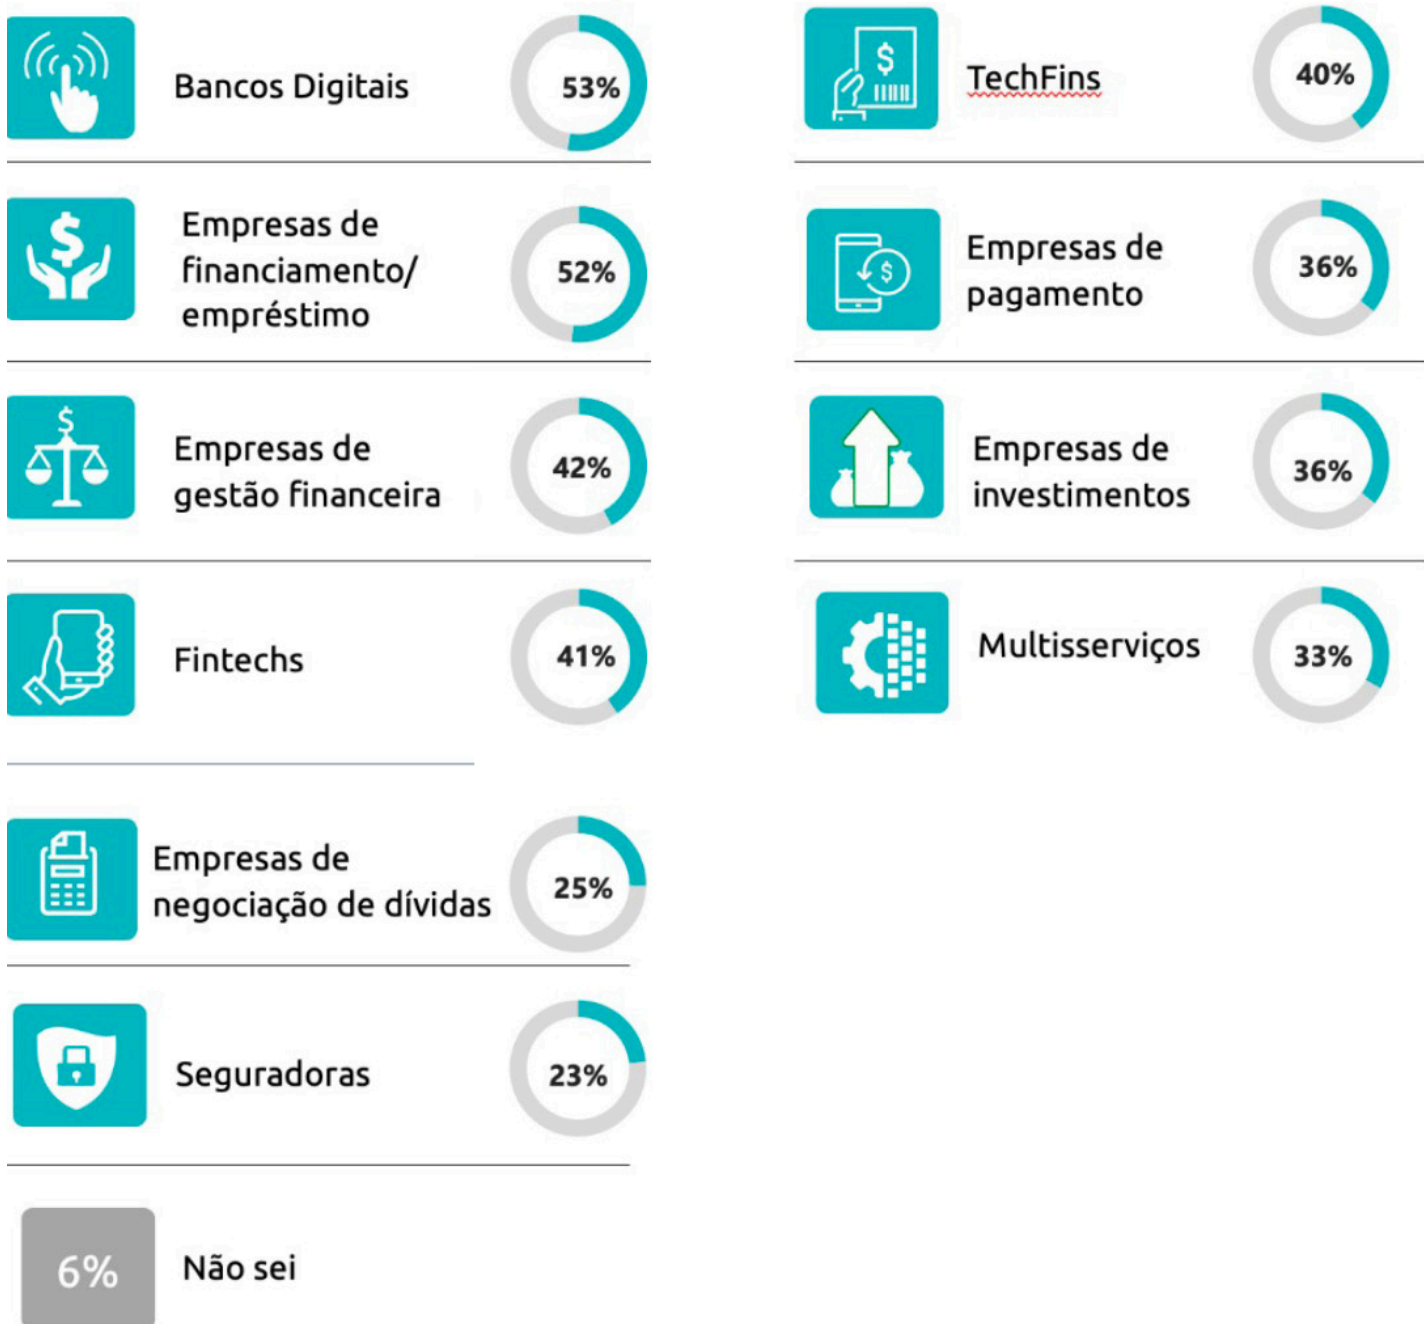 Bancos Digitais
53%
Empresas de
financiamento/
empréstimo
52%
Empresas de
gestão financeira
42%
Fintechs
41%
Empresas de
negociação de dívidas
25%
Seguradoras
23%
6%
Não sei
$
TechFins
40%
$
Empresas de
pagamento
36%
Empresas de
investimentos
36%
Multisserviços
33%